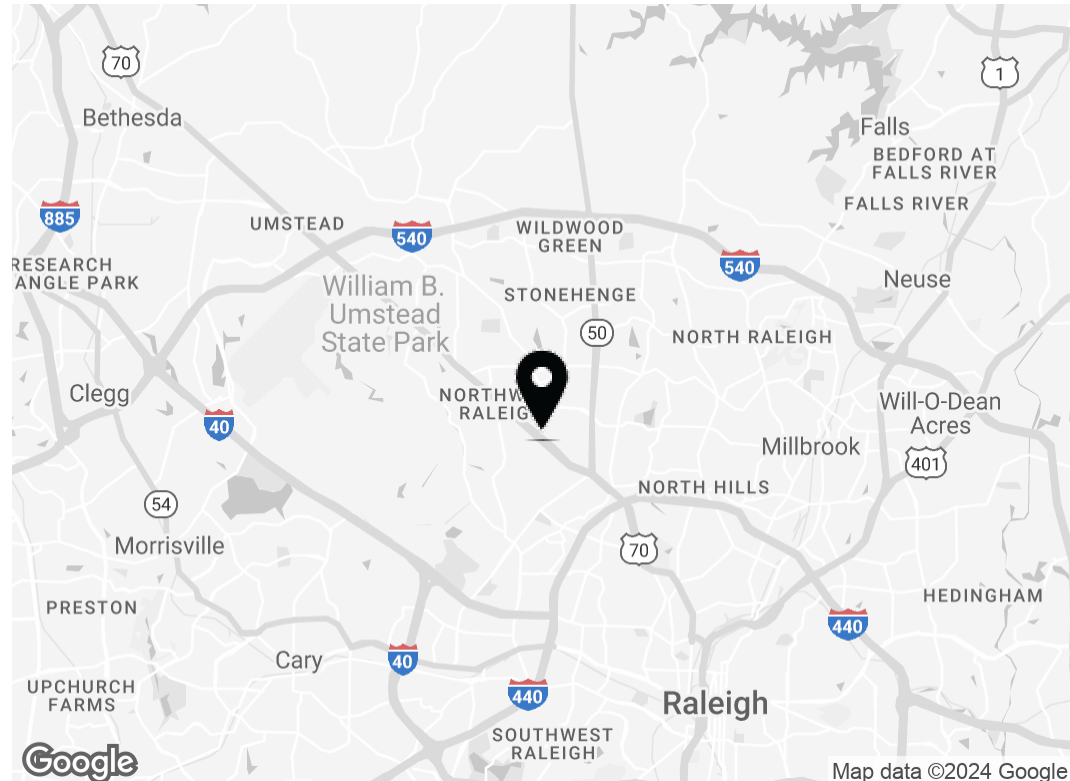 70
1
Bethesda
Falls
BEDFORD AT
FALLS RIVER
FALLS RIVER
885
UMSTEAD
540
WILDWOOD
GREEN
540
RESEARCH
ANGLE PARK
Neuse
William B.
Umstead
State Park
STONEHENGE
50
NORTH RALEIGH
Clegg
NORTHW
RALEIG
Will-O-Dean
Acres
40
Millbrook
401
NORTH HILLS
54
Morrisville
70
PRESTON
HEDINGHAM
440
Cary
40
UPCHURCH
FARMS
440
Raleigh
SOUTHWEST
RALEIGH
Google
Map data ©2024 Google